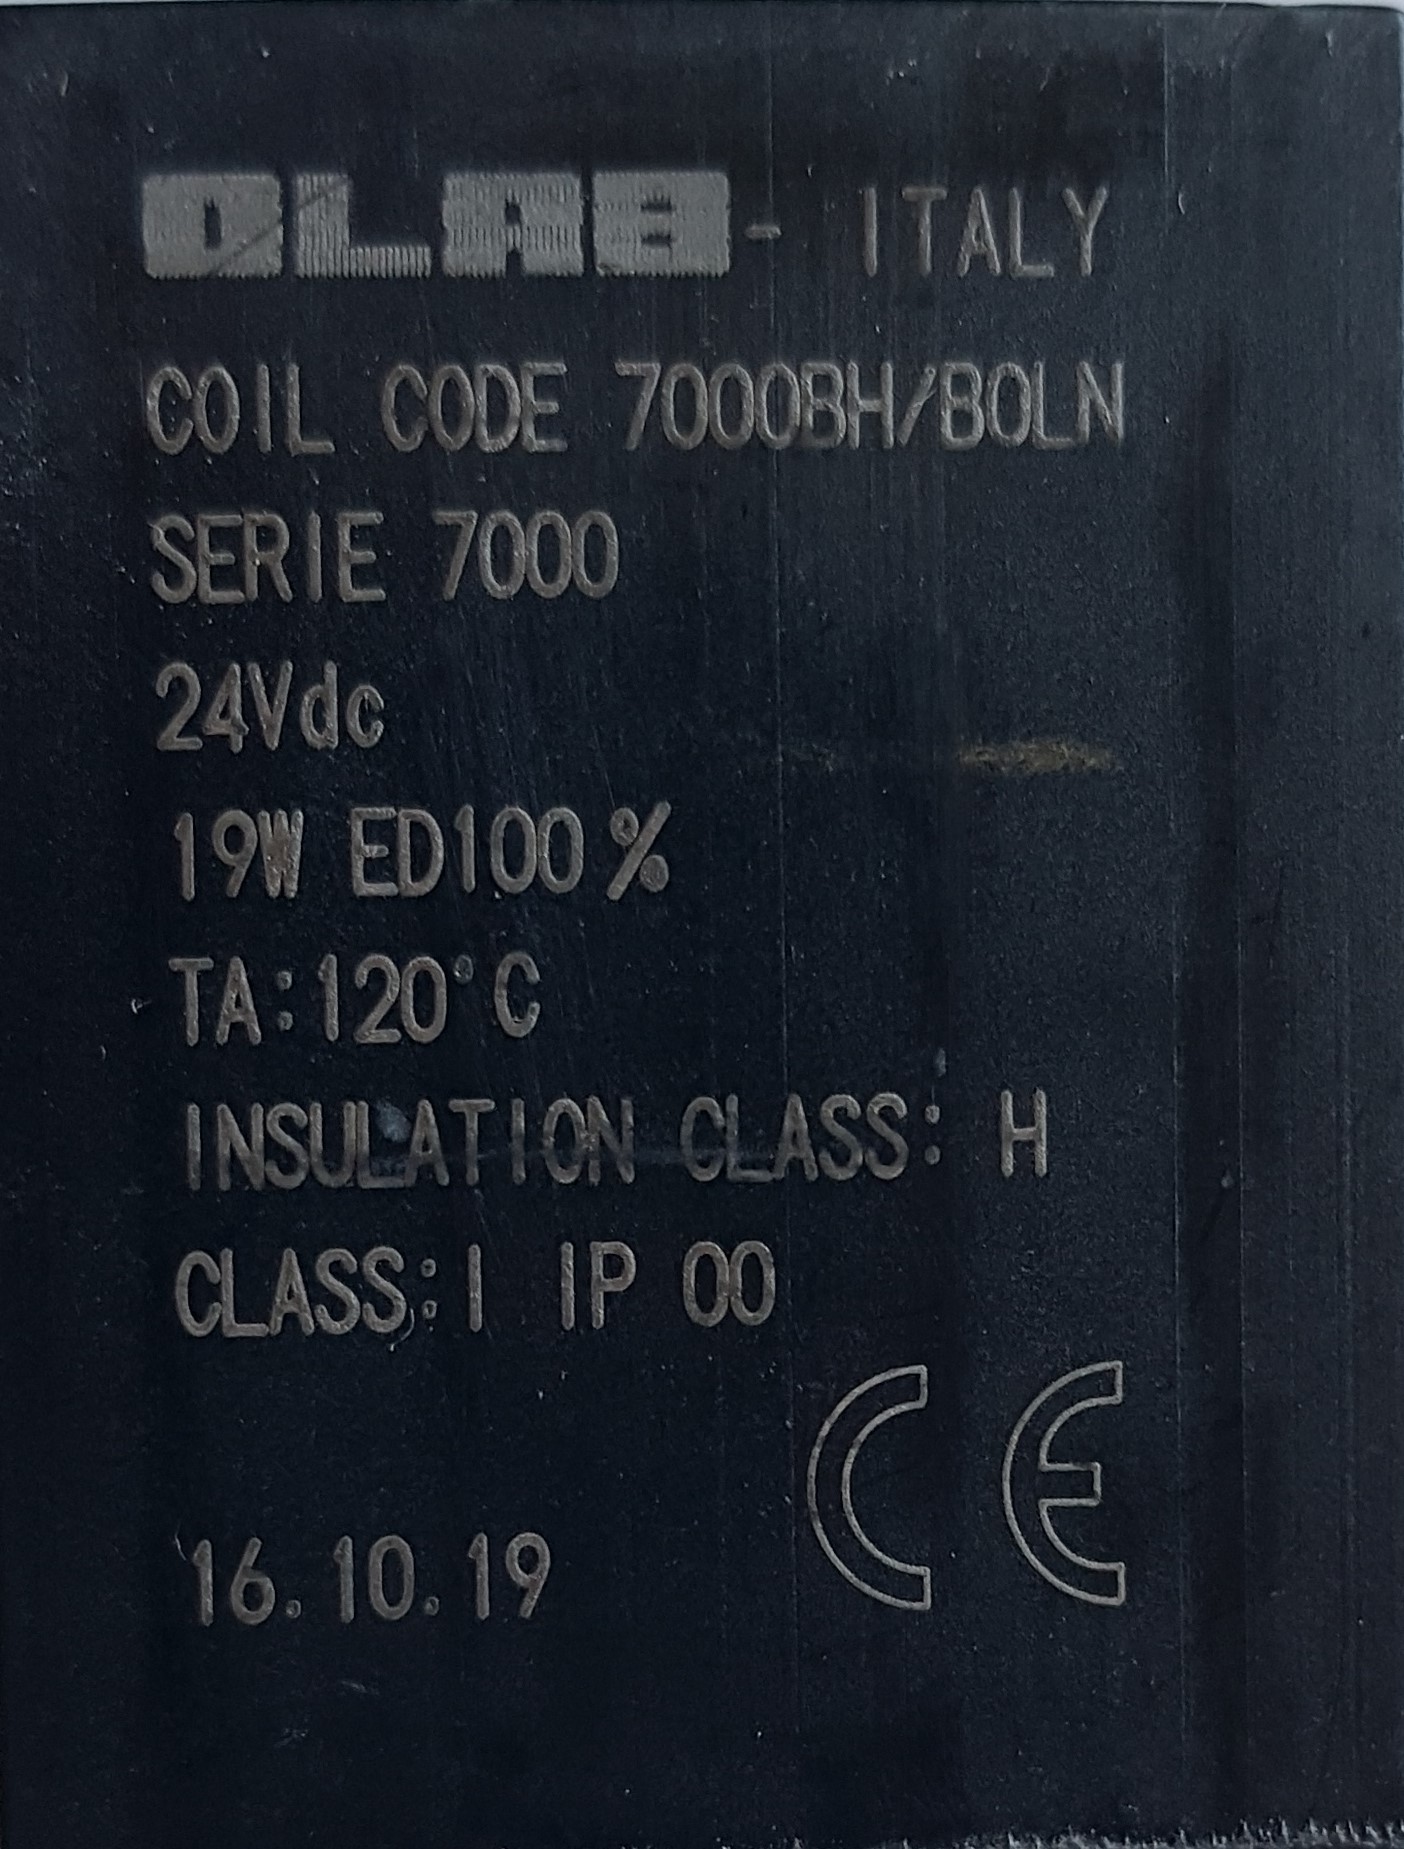 OLAB - ITALY
COIL CODE 7000BH/B0LN
SERIE 7000
24Vdc
19W ED100%
TA:120°C
INSULATION CLASS: H
CLASS:I IP 00
CE
16.10.19